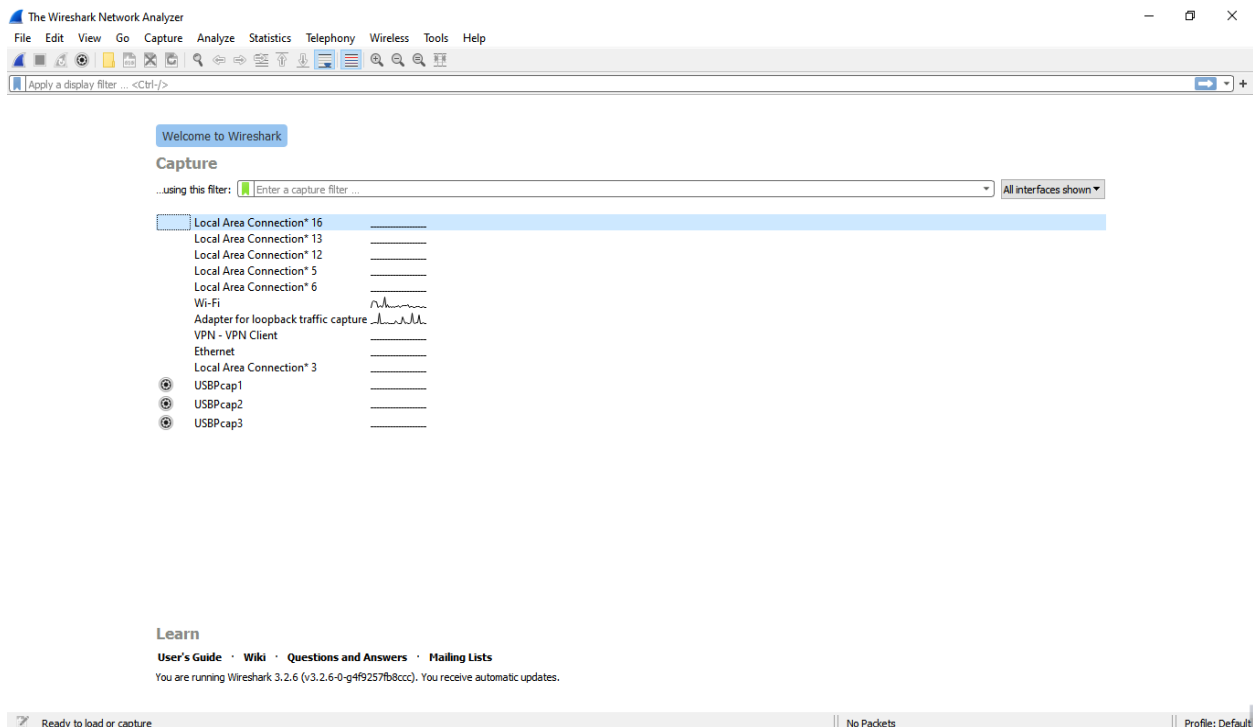 The Wireshark Network Analyzer
File Edit View Go Capture Analyze Statistics Telephony Wireless Tools Help
Apply a display filter ... <Ctrl-/>
+
Welcome to Wireshark
Capture
...using this filter: Enter a capture filter ... All interfaces shown
Local Area Connection* 16
Local Area Connection* 13
Local Area Connection* 12
Local Area Connection* 5
Local Area Connection* 6
Wi-Fi
Adapter for loopback traffic capture
VPN - VPN Client
Ethernet
Local Area Connection* 3
USBPcap1
USBPcap2
USBPcap3
Learn
User's Guide · Wiki · Questions and Answers · Mailing Lists
You are running Wireshark 3.2.6 (v3.2.6-0-g4f9257fb8ccc). You receive automatic updates.
Ready to load or capture No Packets Profile: Default